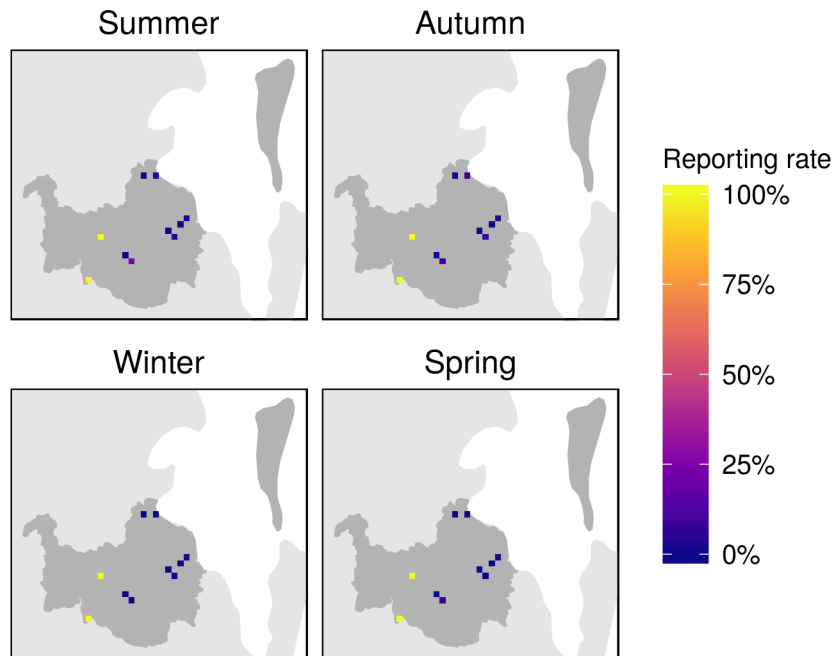 Summer
Autumn
Reporting rate
100%
75%
50%
25%
0%
Winter
Spring